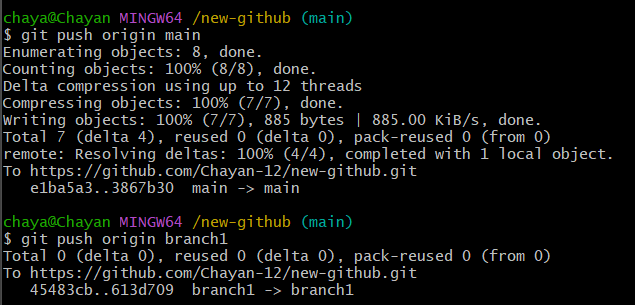 chaya@Chayan MINGW64 /new-github (main)
$ git push origin main
Enumerating objects: 8, done.
Counting objects: 100% (8/8), done.
Delta compression using up to 12 threads
Compressing objects: 100% (7/7), done.
Writing objects: 100% (7/7), 885 bytes | 885.00 KiB/s, done.
Total 7 (delta 4), reused 0 (delta 0), pack-reused 0 (from 0)
remote: Resolving deltas: 100% (4/4), completed with 1 local object.
To https://github.com/Chayan-12/new-github.git
   e1ba5a3..3867b30  main -> main

chaya@Chayan MINGW64 /new-github (main)
$ git push origin branch1
Total 0 (delta 0), reused 0 (delta 0), pack-reused 0 (from 0)
To https://github.com/Chayan-12/new-github.git
   45483cb..613d709  branch1 -> branch1